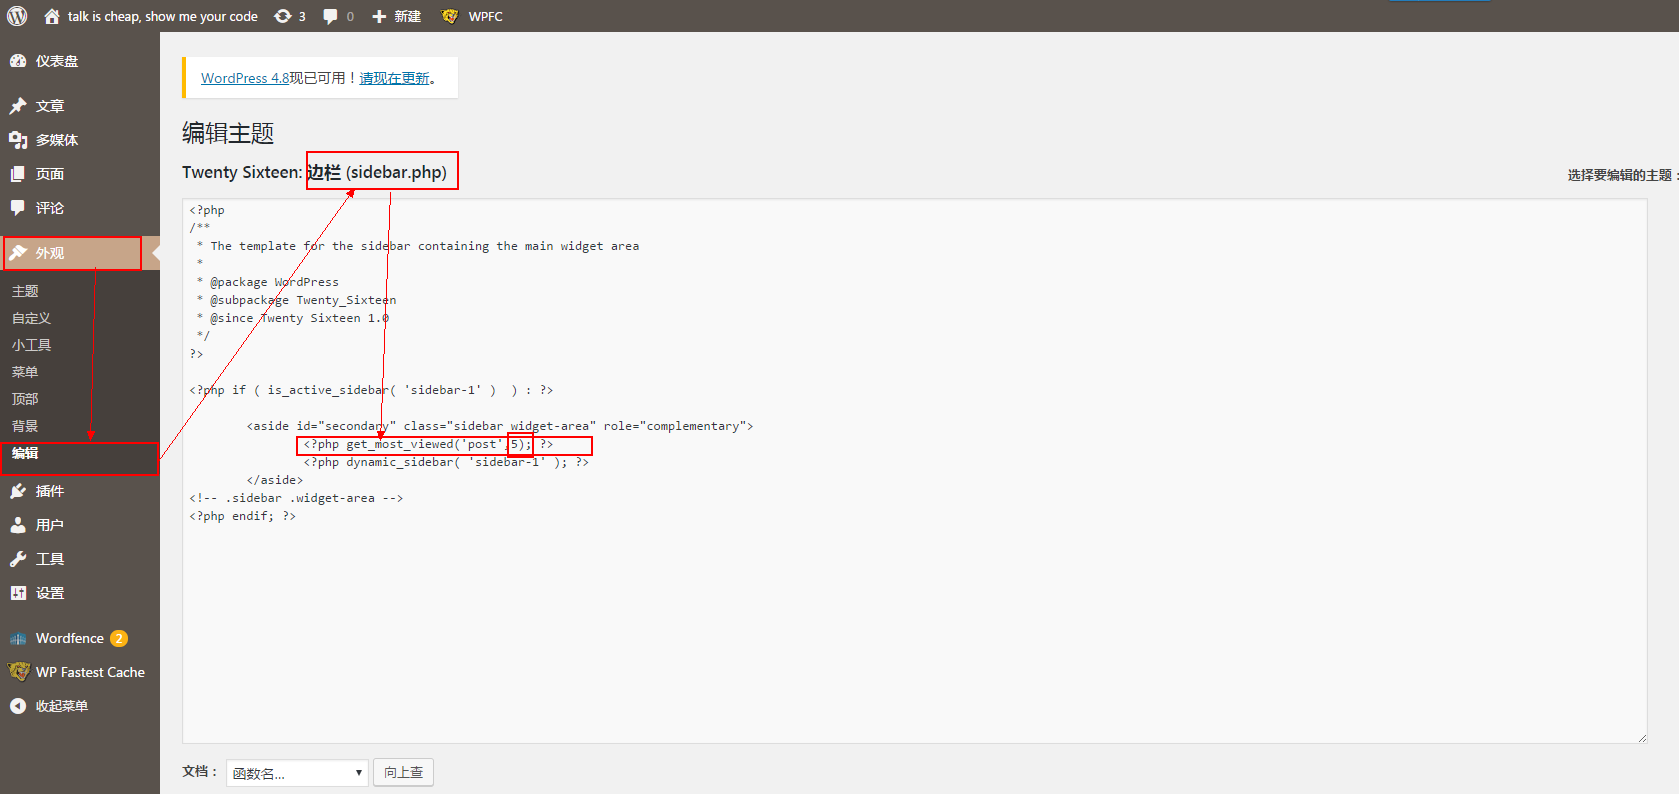 talk is cheap, show me your code 3 0 新建 WPFC
仪表盘
文章
多媒体
页面
评论
外观
主题
自定义
小工具
菜单
顶部
背景
编辑
插件
用户
工具
设置
Wordfence 2
WP Fastest Cache
收起菜单
WordPress 4.8现已可用！请现在更新。
编辑主题
Twenty Sixteen: 边栏 (sidebar.php)
选择要编辑的主题：
<?php
/**
 * The template for the sidebar containing the main widget area
 *
 * @package WordPress
 * @subpackage Twenty_Sixteen
 * @since Twenty Sixteen 1.0
 */
?>
<?php if ( is_active_sidebar( 'sidebar-1' )  ) : ?>
<aside id="secondary" class="sidebar widget-area" role="complementary">
<?php get_most_viewed('post',5); ?>
<?php dynamic_sidebar( 'sidebar-1' ); ?>
</aside>
<!-- .sidebar .widget-area -->
<?php endif; ?>
文档： 函数名... 向上查